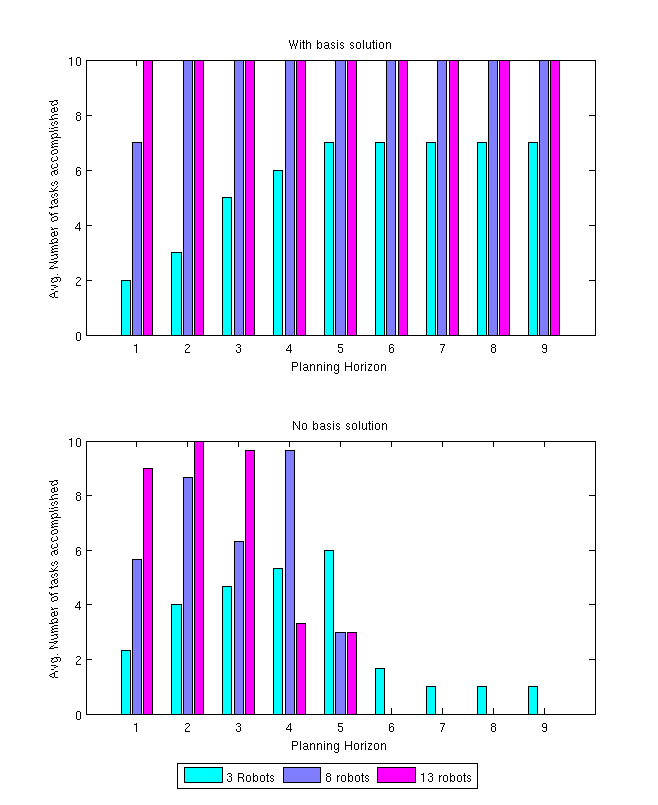 With basis solution
10
8
6
4
2
0
Avg. Number of tasks accomplished
1 2 3 4 5 6 7 8 9
Planning Horizon
No basis solution
10
8
6
4
2
0
Avg. Number of tasks accomplished
1 2 3 4 5 6 7 8 9
Planning Horizon
3 Robots 8 robots 13 robots